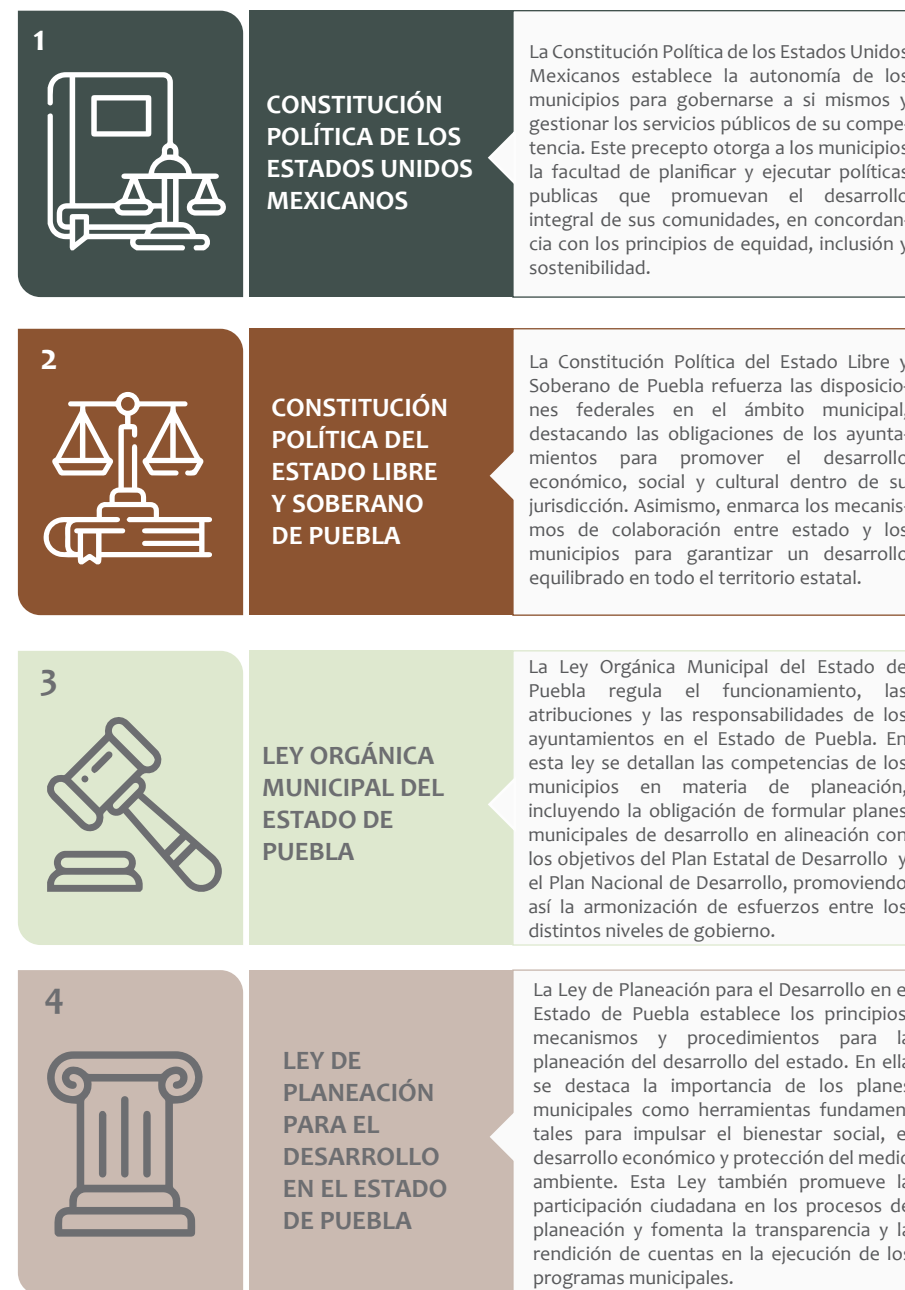 1
CONSTITUCIÓN
POLÍTICA DE LOS
ESTADOS UNIDOS
MEXICANOS
La Constitución Política de los Estados Unidos
Mexicanos establece la autonomía de los
municipios para gobernarse a si mismos y
gestionar los servicios públicos de su compe-
tencia. Este precepto otorga a los municipios
la facultad de planificar y ejecutar políticas
publicas que promuevan el desarrollo
integral de sus comunidades, en concordan-
cia con los principios de equidad, inclusión y
sostenibilidad.
2
CONSTITUCIÓN
POLÍTICA DEL
ESTADO LIBRE
Y SOBERANO
DE PUEBLA
La Constitución Política del Estado Libre y
Soberano de Puebla refuerza las disposicio-
nes federales en el ámbito municipal,
destacando las obligaciones de los ayunta-
mientos para promover el desarrollo
económico, social y cultural dentro de su
jurisdicción. Asimismo, enmarca los mecanis-
mos de colaboración entre estado y los
municipios para garantizar un desarrollo
equilibrado en todo el territorio estatal.
3
LEY ORGÁNICA
MUNICIPAL DEL
ESTADO DE
PUEBLA
La Ley Orgánica Municipal del Estado de
Puebla regula el funcionamiento, las
atribuciones y las responsabilidades de los
ayuntamientos en el Estado de Puebla. En
esta ley se detallan las competencias de los
municipios en materia de planeación,
incluyendo la obligación de formular planes
municipales de desarrollo en alineación con
los objetivos del Plan Estatal de Desarrollo y
el Plan Nacional de Desarrollo, promoviendo
así la armonización de esfuerzos entre los
distintos niveles de gobierno.
4
LEY DE
PLANEACIÓN
PARA EL
DESARROLLO
EN EL ESTADO
DE PUEBLA
La Ley de Planeación para el Desarrollo en el
Estado de Puebla establece los principios,
mecanismos y procedimientos para la
planeación del desarrollo del estado. En ella
se destaca la importancia de los planes
municipales como herramientas fundamen
tales para impulsar el bienestar social, el
desarrollo económico y protección del medio
ambiente. Esta Ley también promueve la
participación ciudadana en los procesos de
planeación y fomenta la transparencia y la
rendición de cuentas en la ejecución de los
programas municipales.